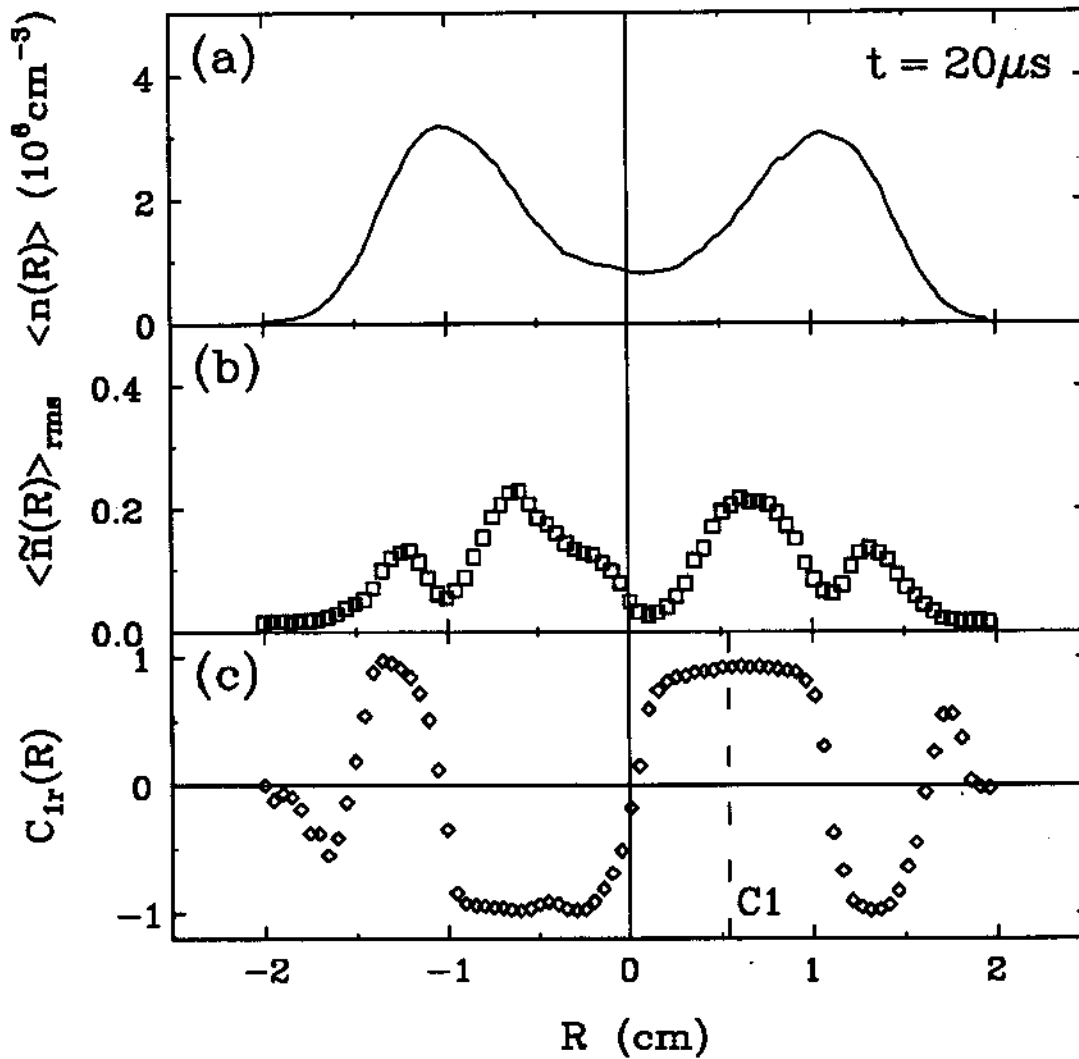 (a)
t = 20μs
<n(R)> (10⁶cm⁻³)
4
2
0
(b)
<ñ(R)>rms
0.4
0.2
0.0
(c)
C1r(R)
1
0
-1
C1
-2
-1
0
1
2
R (cm)